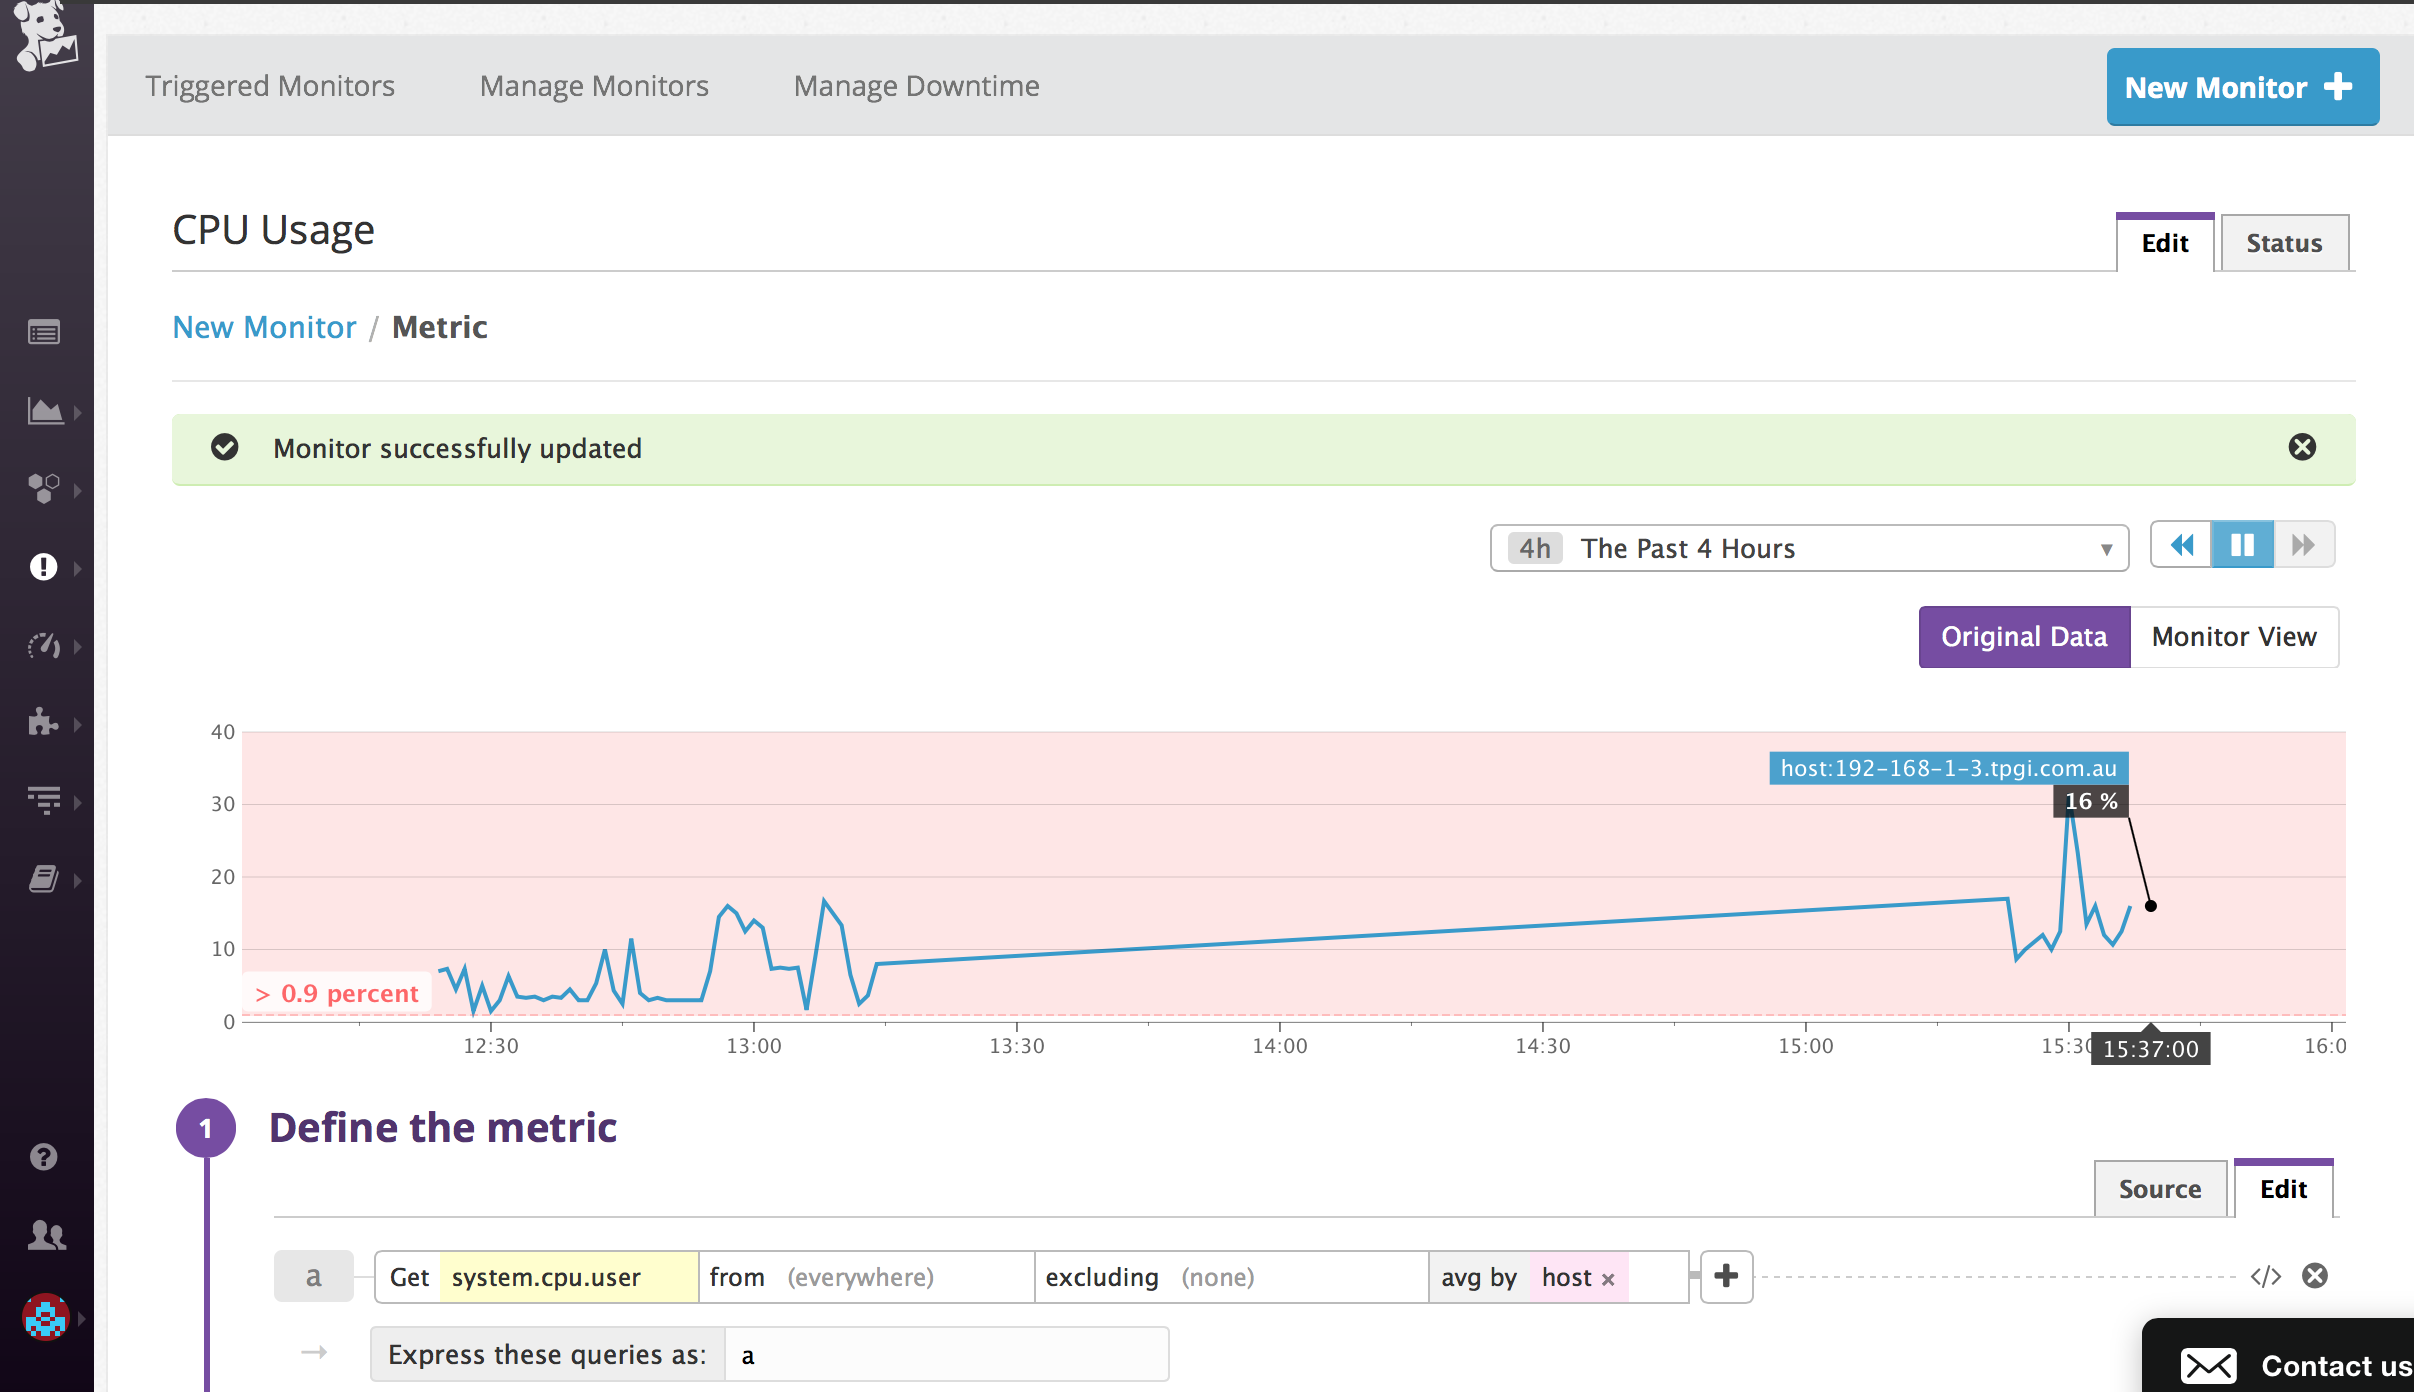 Triggered Monitors Manage Monitors Manage Downtime New Monitor
CPU Usage
Edit Status
New Monitor / Metric
Monitor successfully updated
4h The Past 4 Hours
Original Data Monitor View
40
30
20
10
0
host:192-168-1-3.tpgi.com.au
16 %
> 0.9 percent
12:30 13:00 13:30 14:00 14:30 15:00 15:30 15:37:00 16:0
1 Define the metric
Source Edit
a Get system.cpu.user from (everywhere) excluding (none) avg by host ×
Express these queries as: a
Contact us